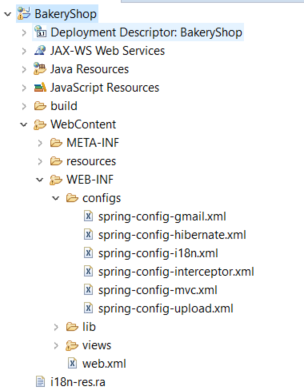 BakeryShop
Deployment Descriptor: BakeryShop
JAX-WS Web Services
Java Resources
JavaScript Resources
build
WebContent
META-INF
resources
WEB-INF
configs
spring-config-gmail.xml
spring-config-hibernate.xml
spring-config-i18n.xml
spring-config-interceptor.xml
spring-config-mvc.xml
spring-config-upload.xml
lib
views
web.xml
i18n-res.ra